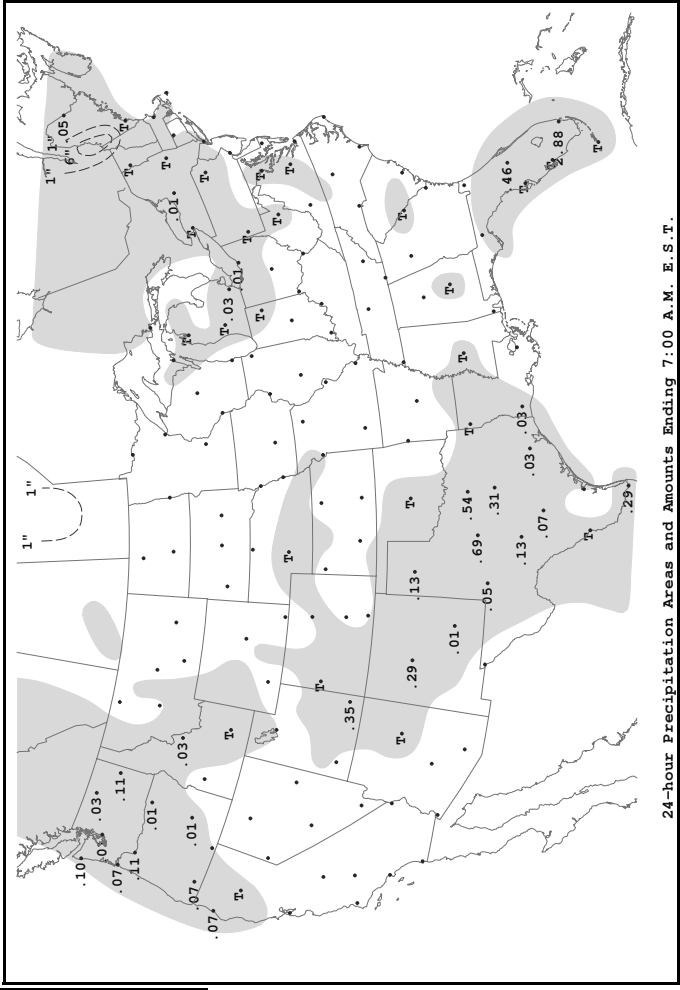 1" 1"
1" 1"
6" .05
.10
.03
.07 .11 T
.11 T
.01 T
.01
.03 T
.07 .01 T T
.07
T .03
T .01
T T
T T
T
T T
T
.35
T T
.29 .13 T
T
.01 T
.54 T
.69
.05 .31
.46
.13 .03 T
.03
.07
2.88
T T
.29
24-hour Precipitation Areas and Amounts Ending 7:00 A.M. E.S.T.